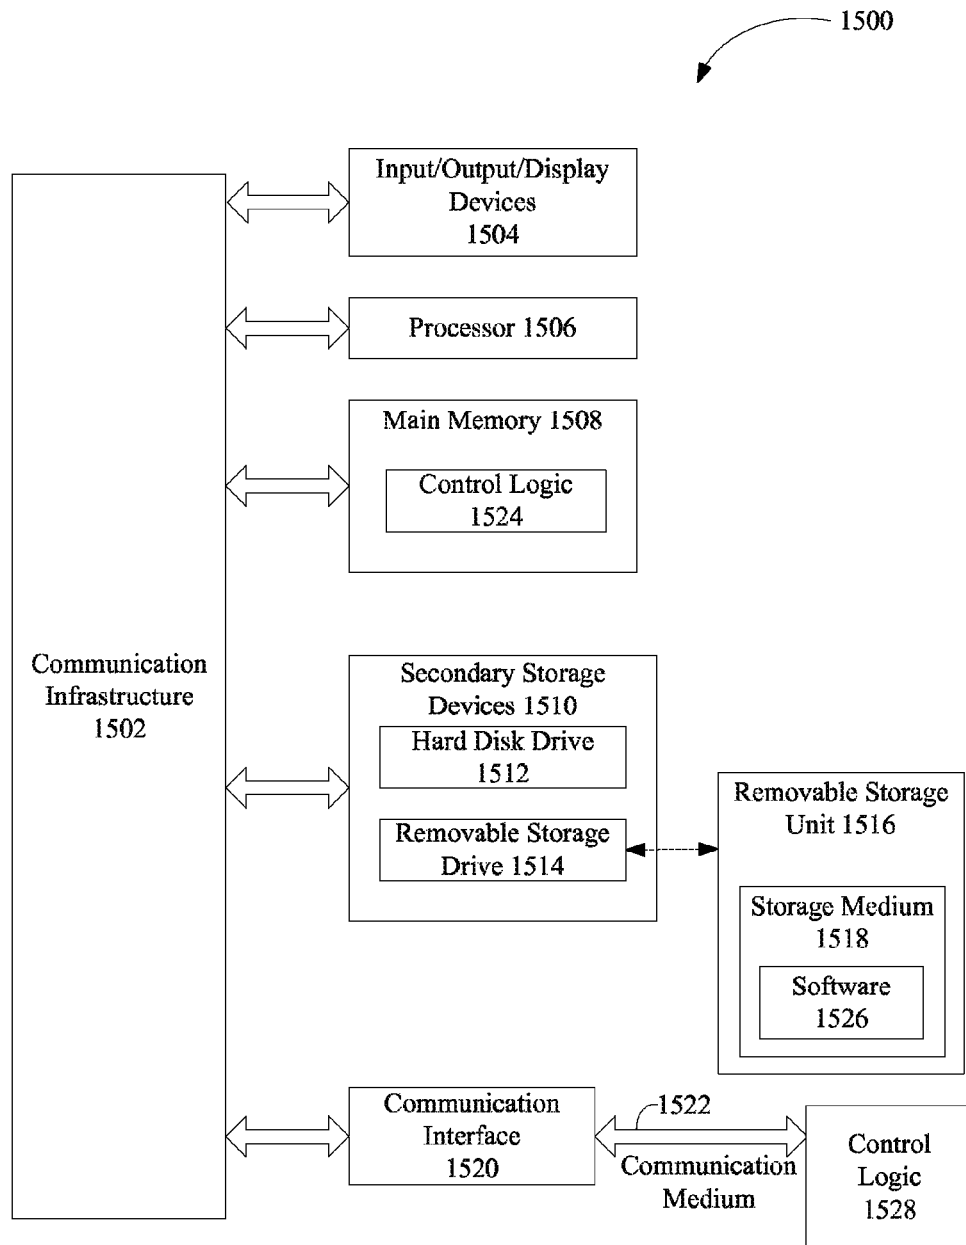 1500
Input/Output/Display
Devices
1504
Processor 1506
Main Memory 1508
Control Logic
1524
Communication
Infrastructure
1502
Secondary Storage
Devices 1510
Hard Disk Drive
1512
Removable Storage
Drive 1514
Removable Storage
Unit 1516
Storage Medium
1518
Software
1526
Communication
Interface
1520
1522
Communication
Medium
Control
Logic
1528